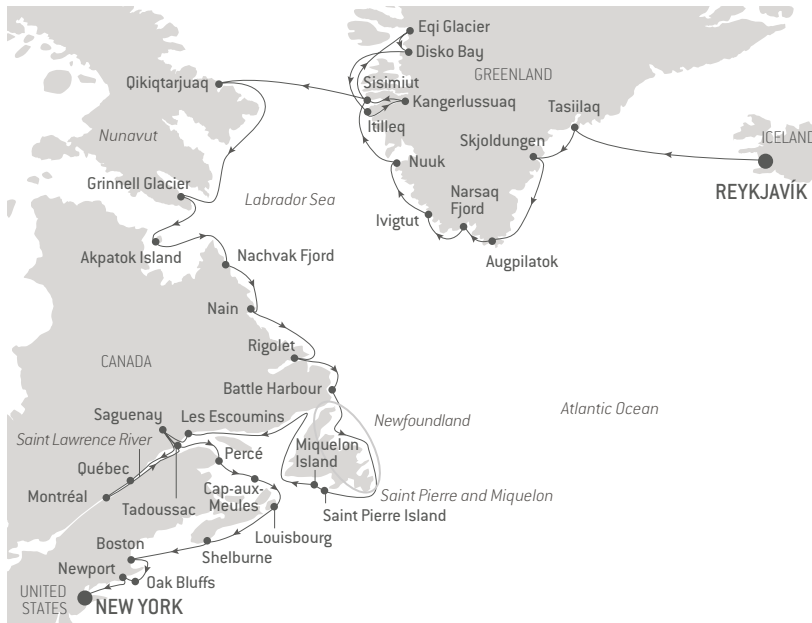 Eqi Glacier
Disko Bay
GREENLAND
Sisimiut
Qikiqtarjuaq
Kangerlussuaq
Tasiilaq
Itilleq
Nunavut
Skjoldungen
ICELAND
Nuuk
REYKJAVÍK
Grinnell Glacier
Narsaq
Fjord
Labrador Sea
Ivigtut
Akpatok Island
Nachvak Fjord
Augpilatok
Nain
Rigolet
CANADA
Battle Harbour
Saguenay
Les Escoumins
Newfoundland
Atlantic Ocean
Saint Lawrence River
Miquelon
Island
Percé
Québec
Cap-aux-
Meules
Montréal
Saint Pierre and Miquelon
Tadoussac
Saint Pierre Island
Louisbourg
Boston
Shelburne
Newport
Oak Bluffs
UNITED
STATES
NEW YORK